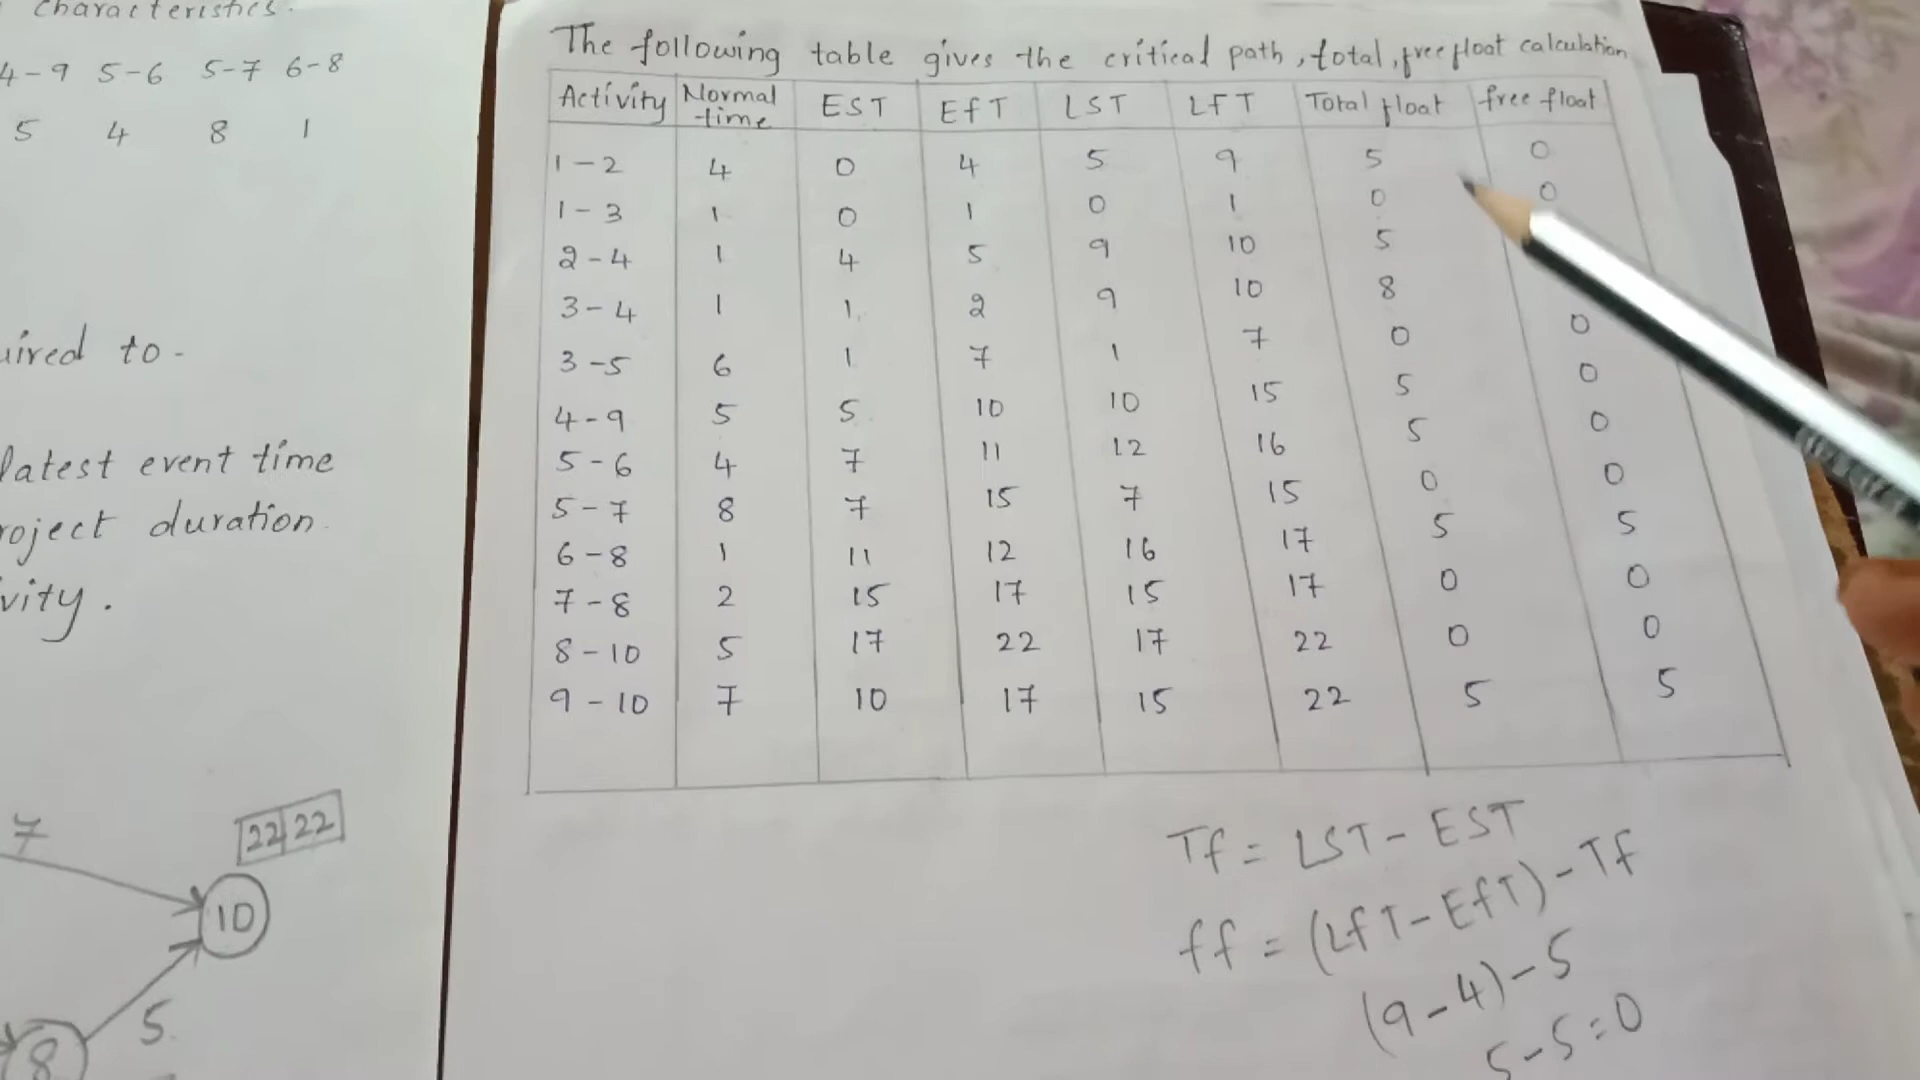 characteristics.
4-9 5-6 5-7 6-8
5 4 8 1
uired to -
latest event time
roject duration
vity.
7
22 22
10
5
8
The following table gives the critical path, total, free float calculation
Activity Normal time EST EfT LST LFT Total float free float
1-2 4 0 4 5 9 5 0
1-3 1 0 1 0 1 0 0
2-4 1 4 5 9 10 5
3-4 1 1 2 9 10 8
3-5 6 1 7 1 7 0 0
4-9 5 5 10 10 15 5 0
5-6 4 7 11 12 16 5 0
5-7 8 7 15 7 15 0 0
6-8 1 11 12 16 17 5 5
7-8 2 15 17 15 17 0 0
8-10 5 17 22 17 22 0 0
9-10 7 10 17 15 22 5 5
Tf = LST - EST
ff = (LfT - EfT) - Tf
(9-4)-5
5-5=0